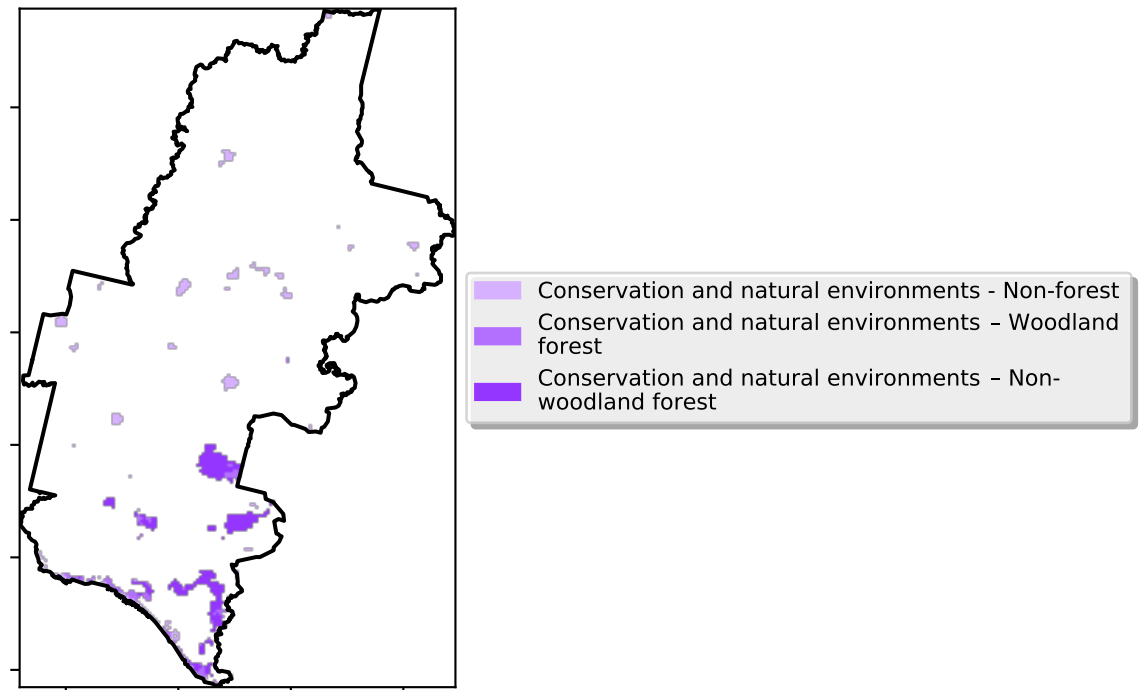 Conservation and natural environments - Non-forest
Conservation and natural environments – Woodland
forest
Conservation and natural environments – Non-
woodland forest